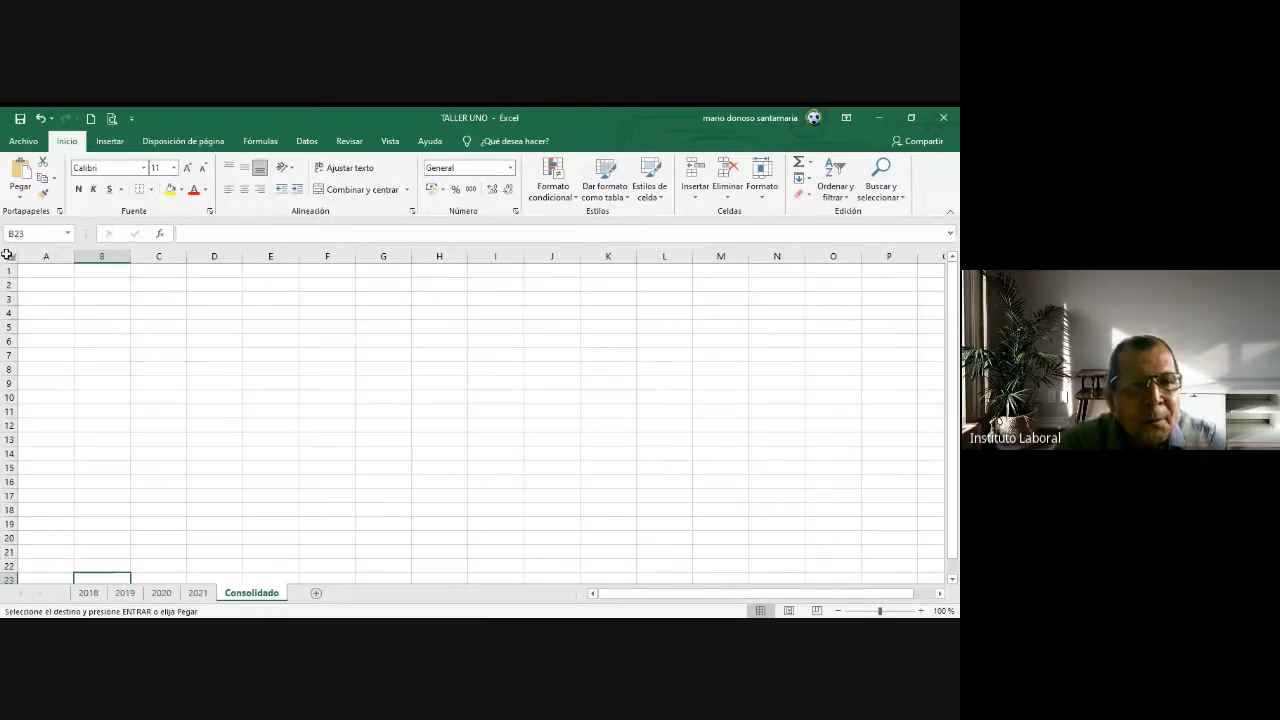 TALLER UNO - Excel
mario donoso santamaria
Archivo Inicio Insertar Disposición de página Fórmulas Datos Revisar Vista Ayuda ¿Qué desea hacer? Compartir
Pegar
Calibri 11
N K S
Ajustar texto
Combinar y centrar
General
% 000
Formato condicional
Dar formato como tabla
Estilos de celda
Insertar Eliminar Formato
Ordenar y filtrar
Buscar y seleccionar
Portapapeles Fuente Alineación Número Estilos Celdas Edición
B23 fx
A B C D E F G H I J K L M N O P
1
2
3
4
5
6
7
8
9
10
11
12
13
14
15
16
17
18
19
20
21
22
23
2018 2019 2020 2021 Consolidado
Seleccione el destino y presione ENTRAR o elija Pegar
100 %
Instituto Laboral